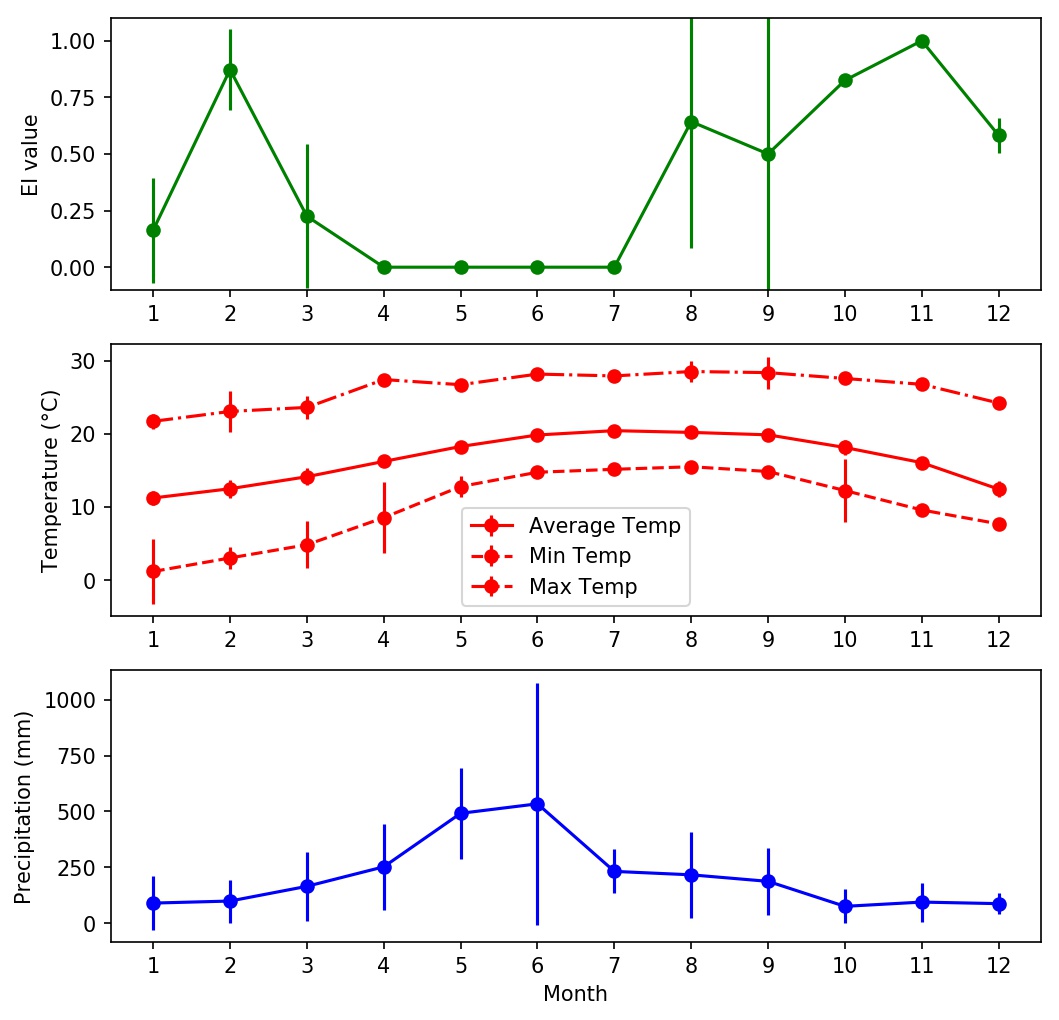 EI value
1.00
0.75
0.50
0.25
0.00
1 2 3 4 5 6 7 8 9 10 11 12
Temperature (°C)
30
20
10
0
Average Temp
Min Temp
Max Temp
1 2 3 4 5 6 7 8 9 10 11 12
Precipitation (mm)
1000
750
500
250
0
1 2 3 4 5 6 7 8 9 10 11 12
Month